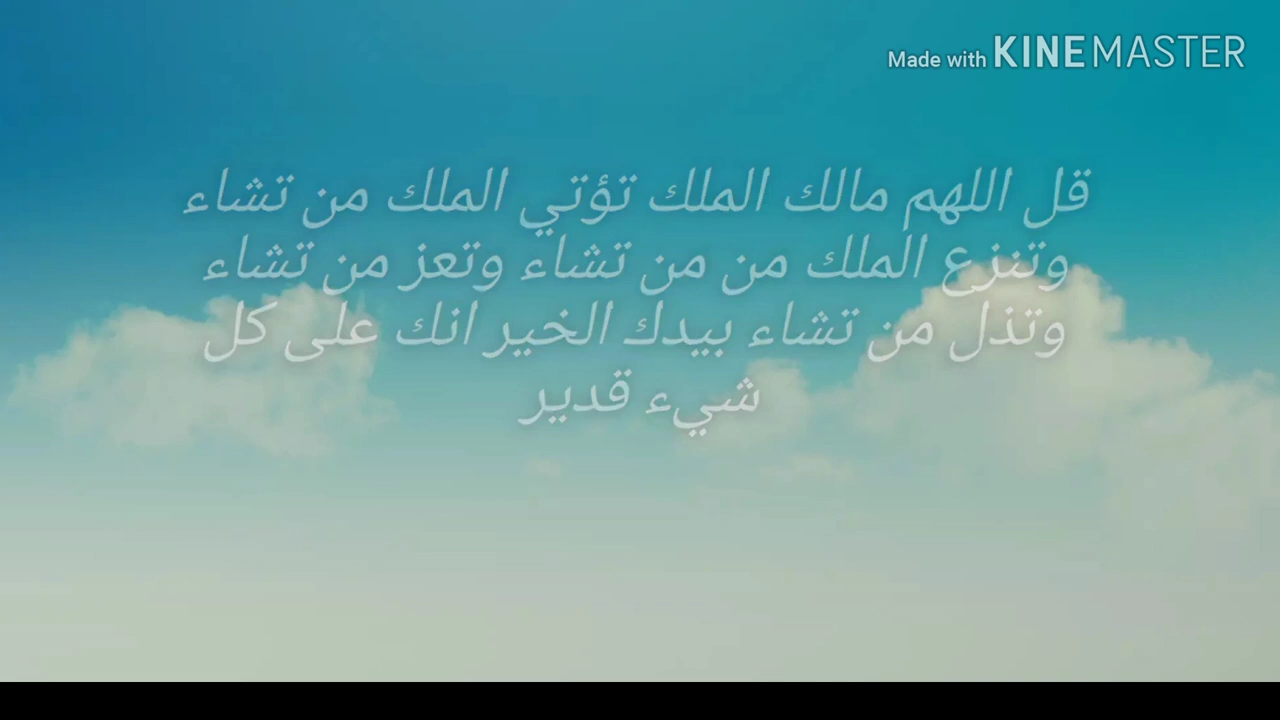 Made with KINEMASTER
قل اللهم مالك الملك تؤتي الملك من تشاء
وتنزع الملك من من تشاء وتعز من تشاء
وتذل من تشاء بيدك الخير انك على كل
شيء قدير